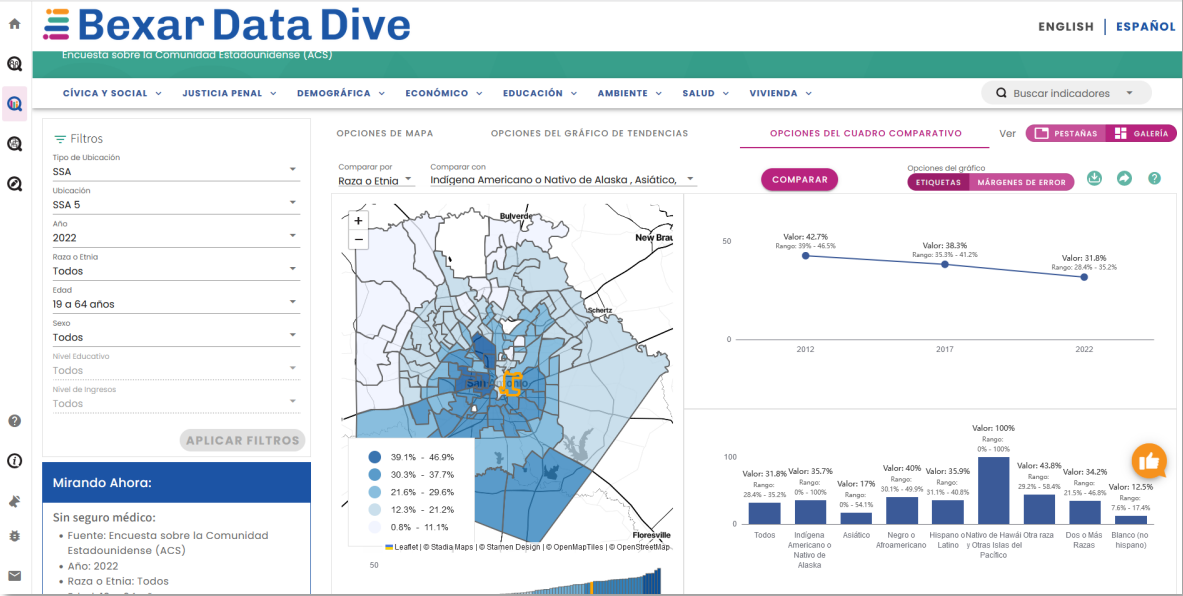 Bexar Data Dive
ENGLISH | ESPAÑOL
Encuesta sobre la Comunidad Estadounidense (ACS)
CÍVICA Y SOCIAL
JUSTICIA PENAL
DEMOGRÁFICA
ECONÓMICO
EDUCACIÓN
AMBIENTE
SALUD
VIVIENDA
Buscar indicadores
Filtros
Tipo de Ubicación
SSA
Ubicación
SSA 5
Año
2022
Raza o Etnia
Todos
Edad
19 a 64 años
Sexo
Todos
Nivel Educativo
Todos
Nivel de Ingresos
Todos
APLICAR FILTROS
Mirando Ahora:
Sin seguro médico:
• Fuente: Encuesta sobre la Comunidad
Estadounidense (ACS)
• Año: 2022
• Raza o Etnia: Todos
OPCIONES DE MAPA
OPCIONES DEL GRÁFICO DE TENDENCIAS
OPCIONES DEL CUADRO COMPARATIVO
Ver
PESTAÑAS
GALERÍA
Comparar por
Raza o Etnia
Comparar con
Indígena Americano o Nativo de Alaska , Asiático,
COMPARAR
Opciones del gráfico
ETIQUETAS
MÁRGENES DE ERROR
+
−
Bulverde
New Brau
Schertz
San Antonio
Floresville
39.1% - 46.9%
30.3% - 37.7%
21.6% - 29.6%
12.3% - 21.2%
0.8% - 11.1%
Leaflet | © Stadia Maps | © Stamen Design | © OpenMapTiles | © OpenStreetMap
50
50
0
Valor: 42.7%
Rango: 39% - 46.5%
Valor: 38.3%
Rango: 35.3% - 41.2%
Valor: 31.8%
Rango: 28.4% - 35.2%
2012
2017
2022
100
0
Valor: 31.8%
Rango:
28.4% - 35.2%
Valor: 35.7%
Rango:
0% - 100%
Valor: 17%
Rango:
0% - 54.1%
Valor: 40%
Rango:
30.1% - 49.9%
Valor: 35.9%
Rango:
31.1% - 40.8%
Valor: 100%
Rango:
0% - 100%
Valor: 43.8%
Rango:
29.2% - 58.4%
Valor: 34.2%
Rango:
21.5% - 46.8%
Valor: 12.5%
Rango:
7.6% - 17.4%
Todos
Indígena
Americano o
Nativo de
Alaska
Asiático
Negro o
Afroamericano
Hispano o
Latino
Nativo de Hawái
y Otras Islas del
Pacífico
Otra raza
Dos o Más
Razas
Blanco (no
hispano)